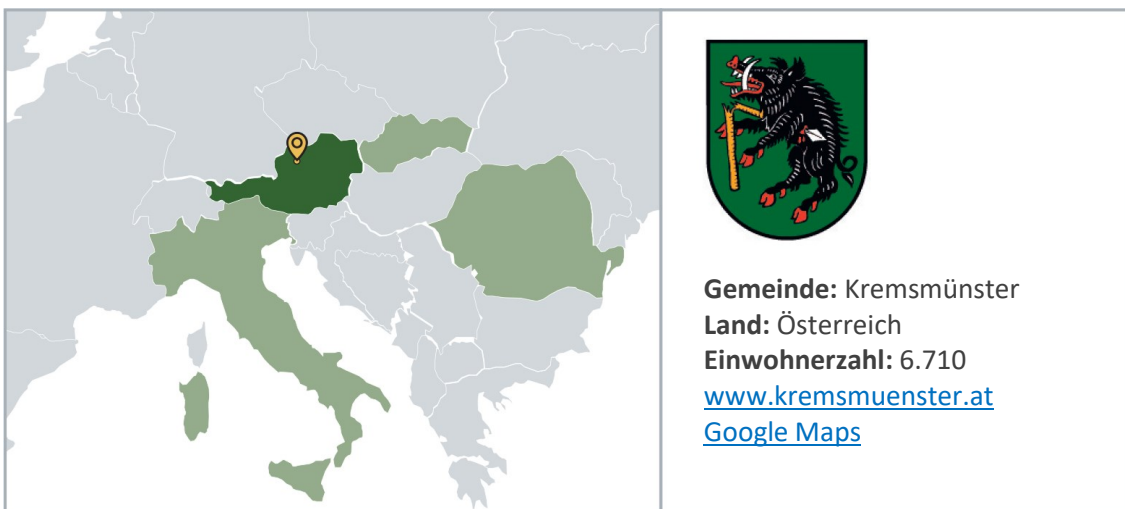 Gemeinde: Kremsmünster
Land: Österreich
Einwohnerzahl: 6.710
www.kremsmuenster.at
Google Maps